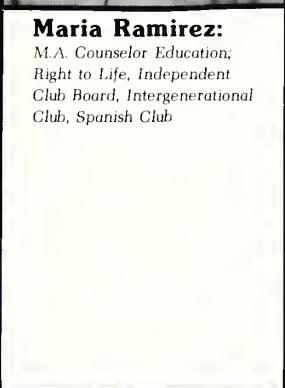 Maria Ramirez:
M.A. Counselor Education,
Right to Life, Independent
Club Board, Intergenerational
Club, Spanish Club